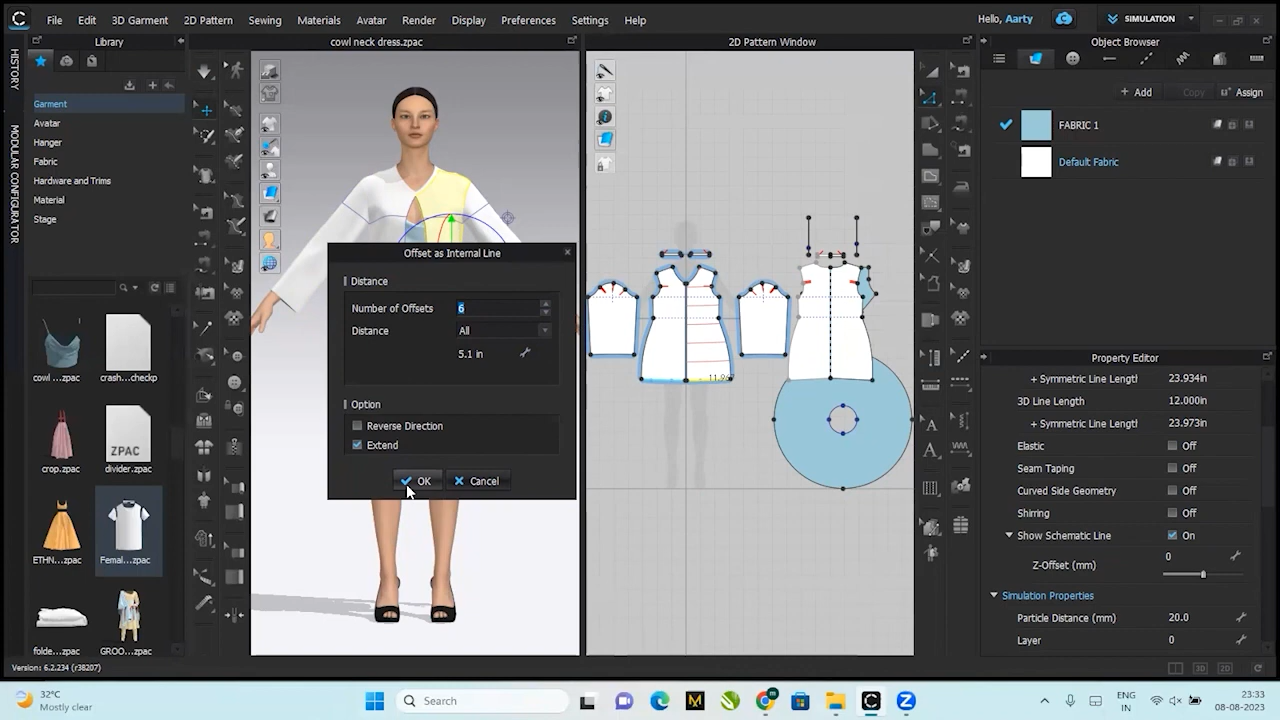 File Edit 3D Garment 2D Pattern Sewing Materials Avatar Render Display Preferences Settings Help
Hello, Aarty
SIMULATION
HISTORY
MODULAR CONFIGURATOR
Library
Garment
Avatar
Hanger
Fabric
Hardware and Trims
Material
Stage
cowl ....zpac
crash...checkp
crop.zpac
ZPAC
divider.zpac
ETHN...zpac
Femal...zpac
folde...zpac
GROO...zpac
Version: 6.2.234 (r38207)
cowl neck dress.zpac
Offset as Internal Line
Distance
Number of Offsets 6
Distance All
5.1 in
Option
Reverse Direction
Extend
OK Cancel
2D Pattern Window
Object Browser
+ Add Copy Assign
FABRIC 1
Default Fabric
Property Editor
+ Symmetric Line Lengtl 23.934in
3D Line Length 12.000in
+ Symmetric Line Lengtl 23.973in
Elastic Off
Seam Taping Off
Curved Side Geometry Off
Shirring Off
Show Schematic Line On
Z-Offset (mm) 0
Simulation Properties
Particle Distance (mm) 20.0
Layer 0
3D 2D
32°C
Mostly clear
Search
ENG
IN
23:33
08-08-2023